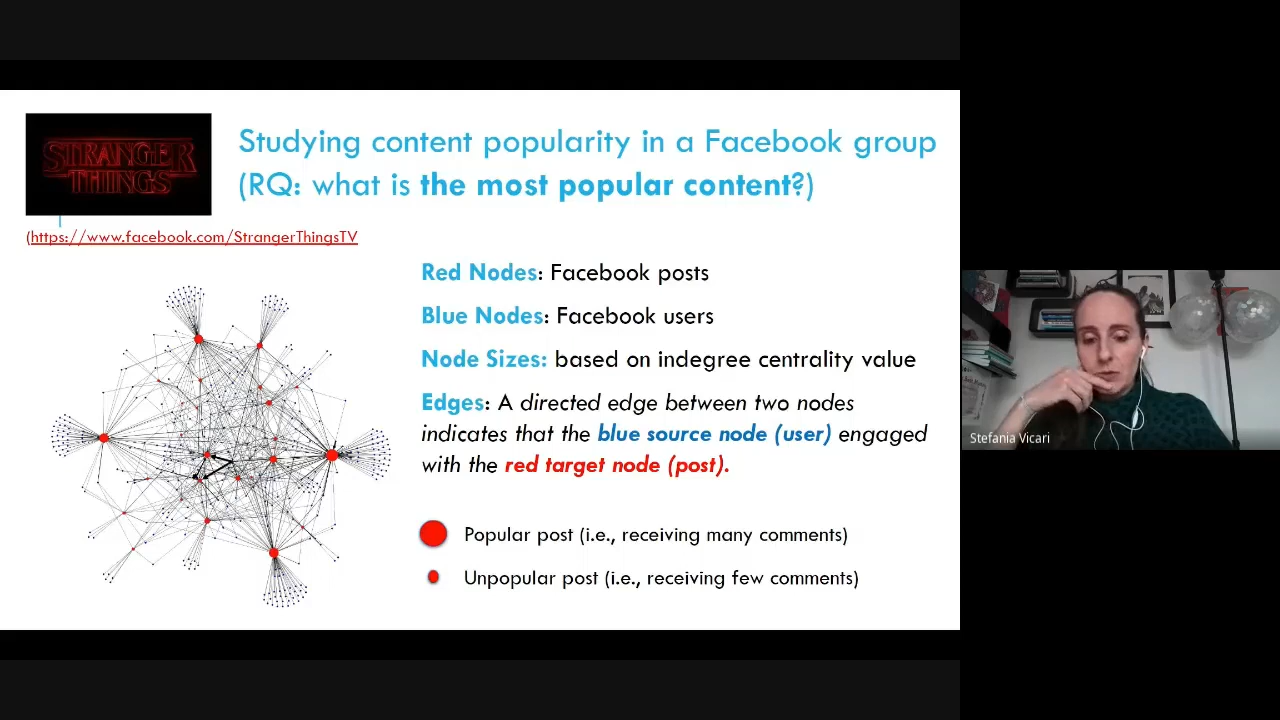 STRANGER
THINGS
Studying content popularity in a Facebook group
(RQ: what is the most popular content?)
(https://www.facebook.com/StrangerThingsTV
Red Nodes: Facebook posts
Blue Nodes: Facebook users
Node Sizes: based on indegree centrality value
Edges: A directed edge between two nodes
indicates that the blue source node (user) engaged
with the red target node (post).
Popular post (i.e., receiving many comments)
Unpopular post (i.e., receiving few comments)
Stefania Vicari